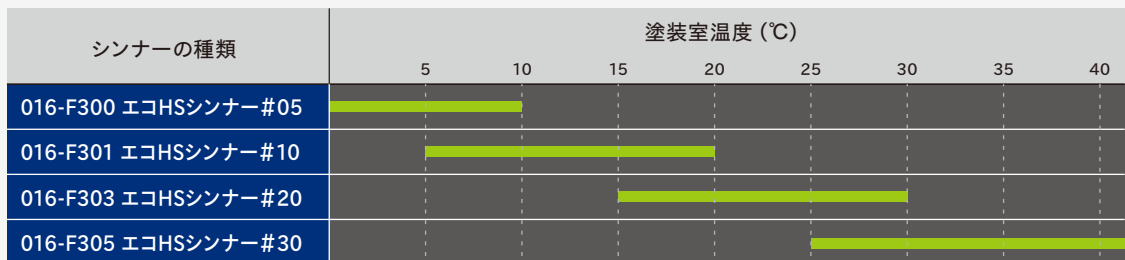 シンナーの種類
塗装室温度（℃）
5 10 15 20 25 30 35 40
016-F300 エコHSシンナー#05
016-F301 エコHSシンナー#10
016-F303 エコHSシンナー#20
016-F305 エコHSシンナー#30